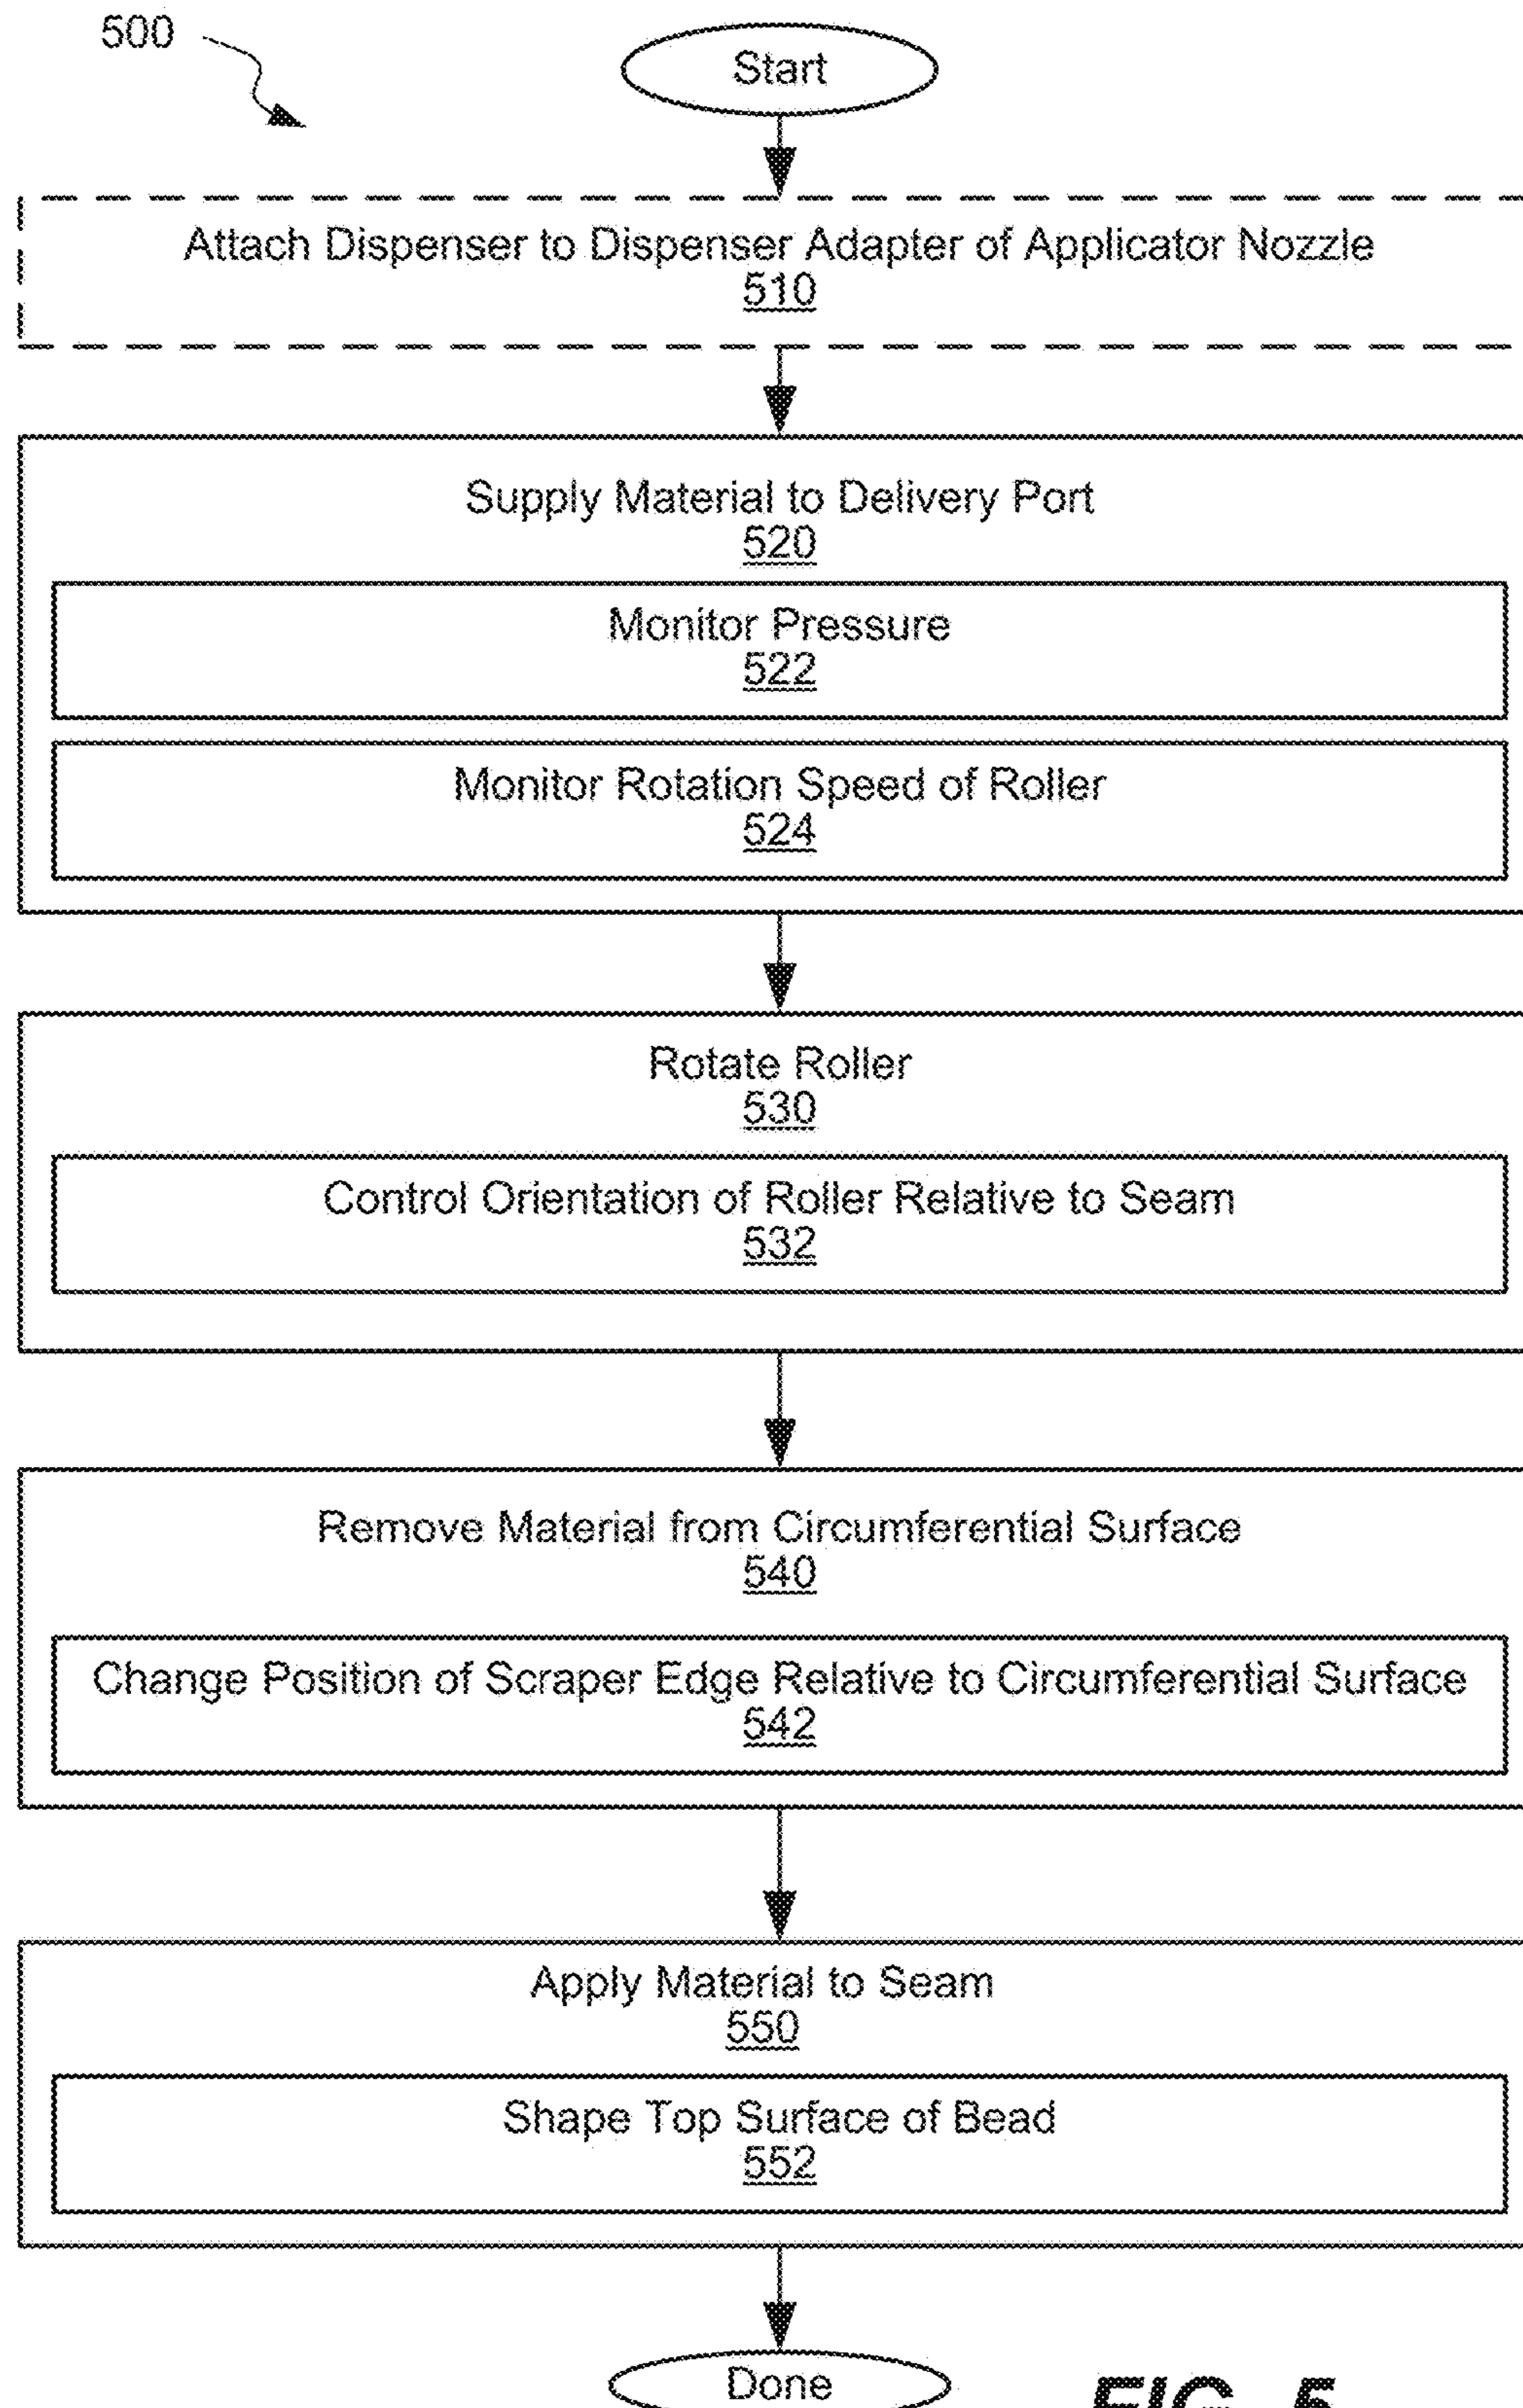 500
Start
Attach Dispenser to Dispenser Adapter of Applicator Nozzle
510
Supply Material to Delivery Port
520
Monitor Pressure
522
Monitor Rotation Speed of Roller
524
Rotate Roller
530
Control Orientation of Roller Relative to Seam
532
Remove Material from Circumferential Surface
540
Change Position of Scraper Edge Relative to Circumferential Surface
542
Apply Material to Seam
550
Shape Top Surface of Bead
552
Done
FIG. 5